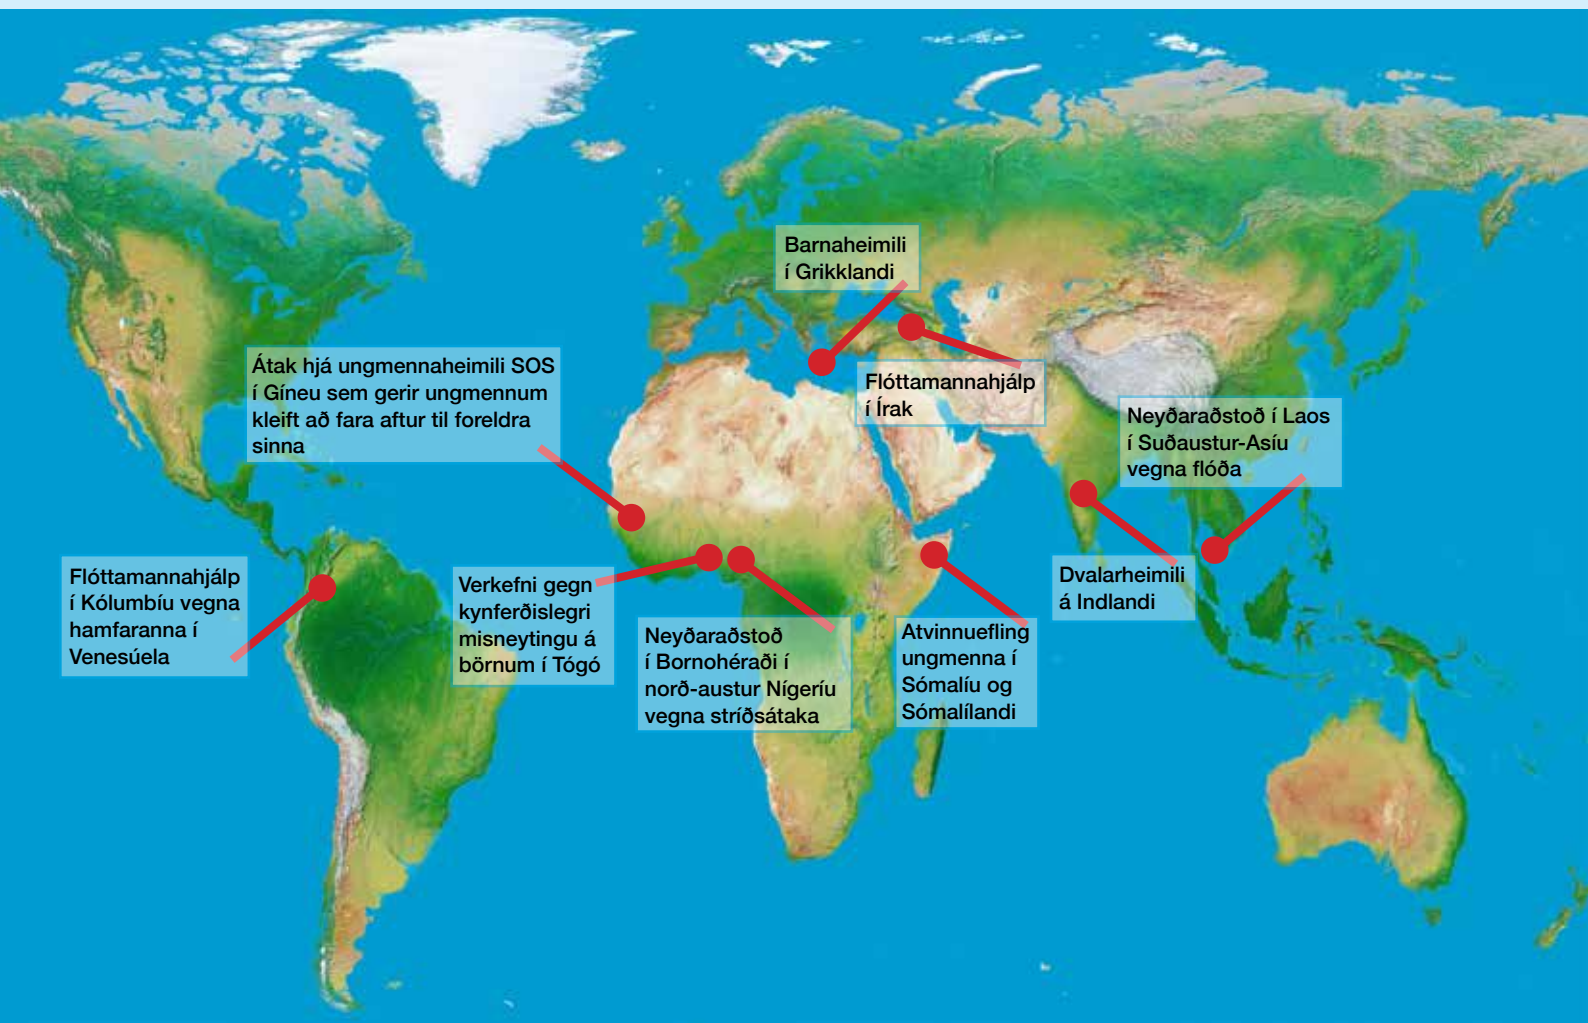 Barnaheimili
í Grikklandi
Átak hjá ungmennaheimili SOS
í Gíneu sem gerir ungmennum
kleift að fara aftur til foreldra
sinna
Flóttamannahjálp
í Írak
Neyðaraðstoð í Laos
í Suðaustur-Asíu
vegna flóða
Flóttamannahjálp
í Kólumbíu vegna
hamfaranna í
Venesúela
Verkefni gegn
kynferðislegri
misneytingu á
börnum í Tógó
Neyðaraðstoð
í Bornohéraði í
norð-austur Nígeríu
vegna stríðsátaka
Atvinnuefling
ungmenna í
Sómalíu og
Sómalílandi
Dvalarheimili
á Indlandi